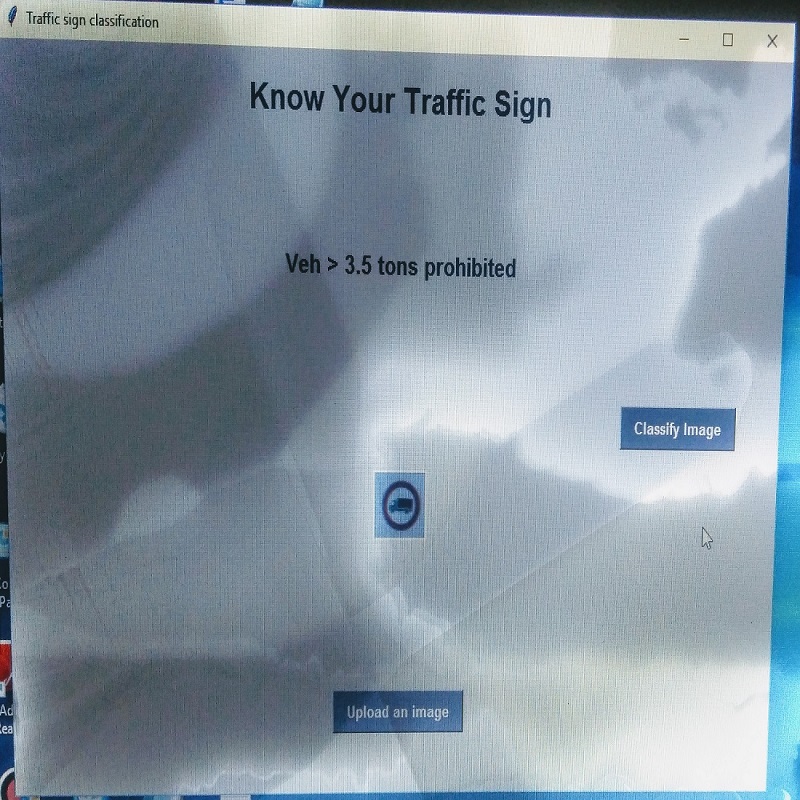 Traffic sign classification
Know Your Traffic Sign
Veh > 3.5 tons prohibited
Classify Image
Upload an image